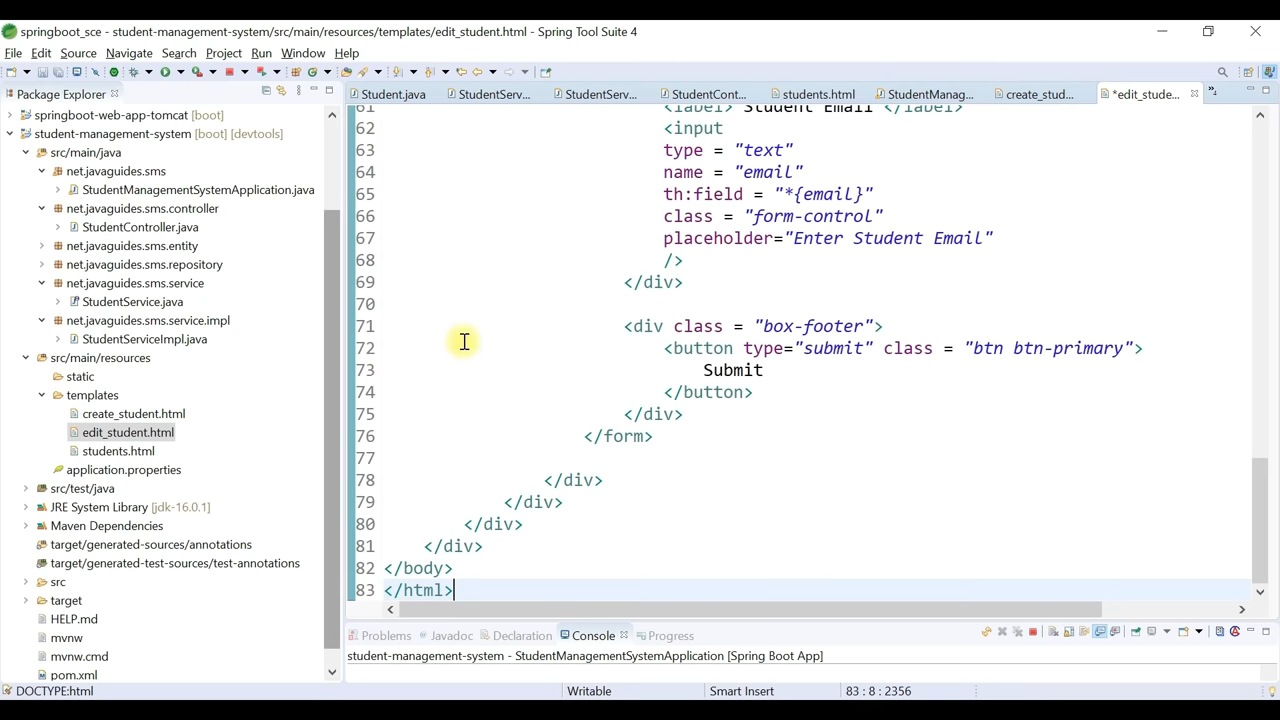 springboot_sce - student-management-system/src/main/resources/templates/edit_student.html - Spring Tool Suite 4
File Edit Source Navigate Search Project Run Window Help
Package Explorer
Student.java StudentServ... StudentServ... StudentCont... students.html StudentManag... create_stud... *edit_stude...
springboot-web-app-tomcat [boot]
student-management-system [boot] [devtools]
src/main/java
net.javaguides.sms
StudentManagementSystemApplication.java
net.javaguides.sms.controller
StudentController.java
net.javaguides.sms.entity
net.javaguides.sms.repository
net.javaguides.sms.service
StudentService.java
net.javaguides.sms.service.impl
StudentServiceImpl.java
src/main/resources
static
templates
create_student.html
edit_student.html
students.html
application.properties
src/test/java
JRE System Library [jdk-16.0.1]
Maven Dependencies
target/generated-sources/annotations
target/generated-test-sources/test-annotations
src
target
HELP.md
mvnw
mvnw.cmd
pom.xml
61 <label> Student Email </label>
62 <input
63 type = "text"
64 name = "email"
65 th:field = "*{email}"
66 class = "form-control"
67 placeholder="Enter Student Email"
68 />
69 </div>
70
71 <div class = "box-footer">
72 <button type="submit" class = "btn btn-primary">
73 Submit
74 </button>
75 </div>
76 </form>
77
78 </div>
79 </div>
80 </div>
81 </div>
82 </body>
83 </html>
Problems Javadoc Declaration Console Progress
student-management-system - StudentManagementSystemApplication [Spring Boot App]
DOCTYPE:html Writable Smart Insert 83 : 8 : 2356